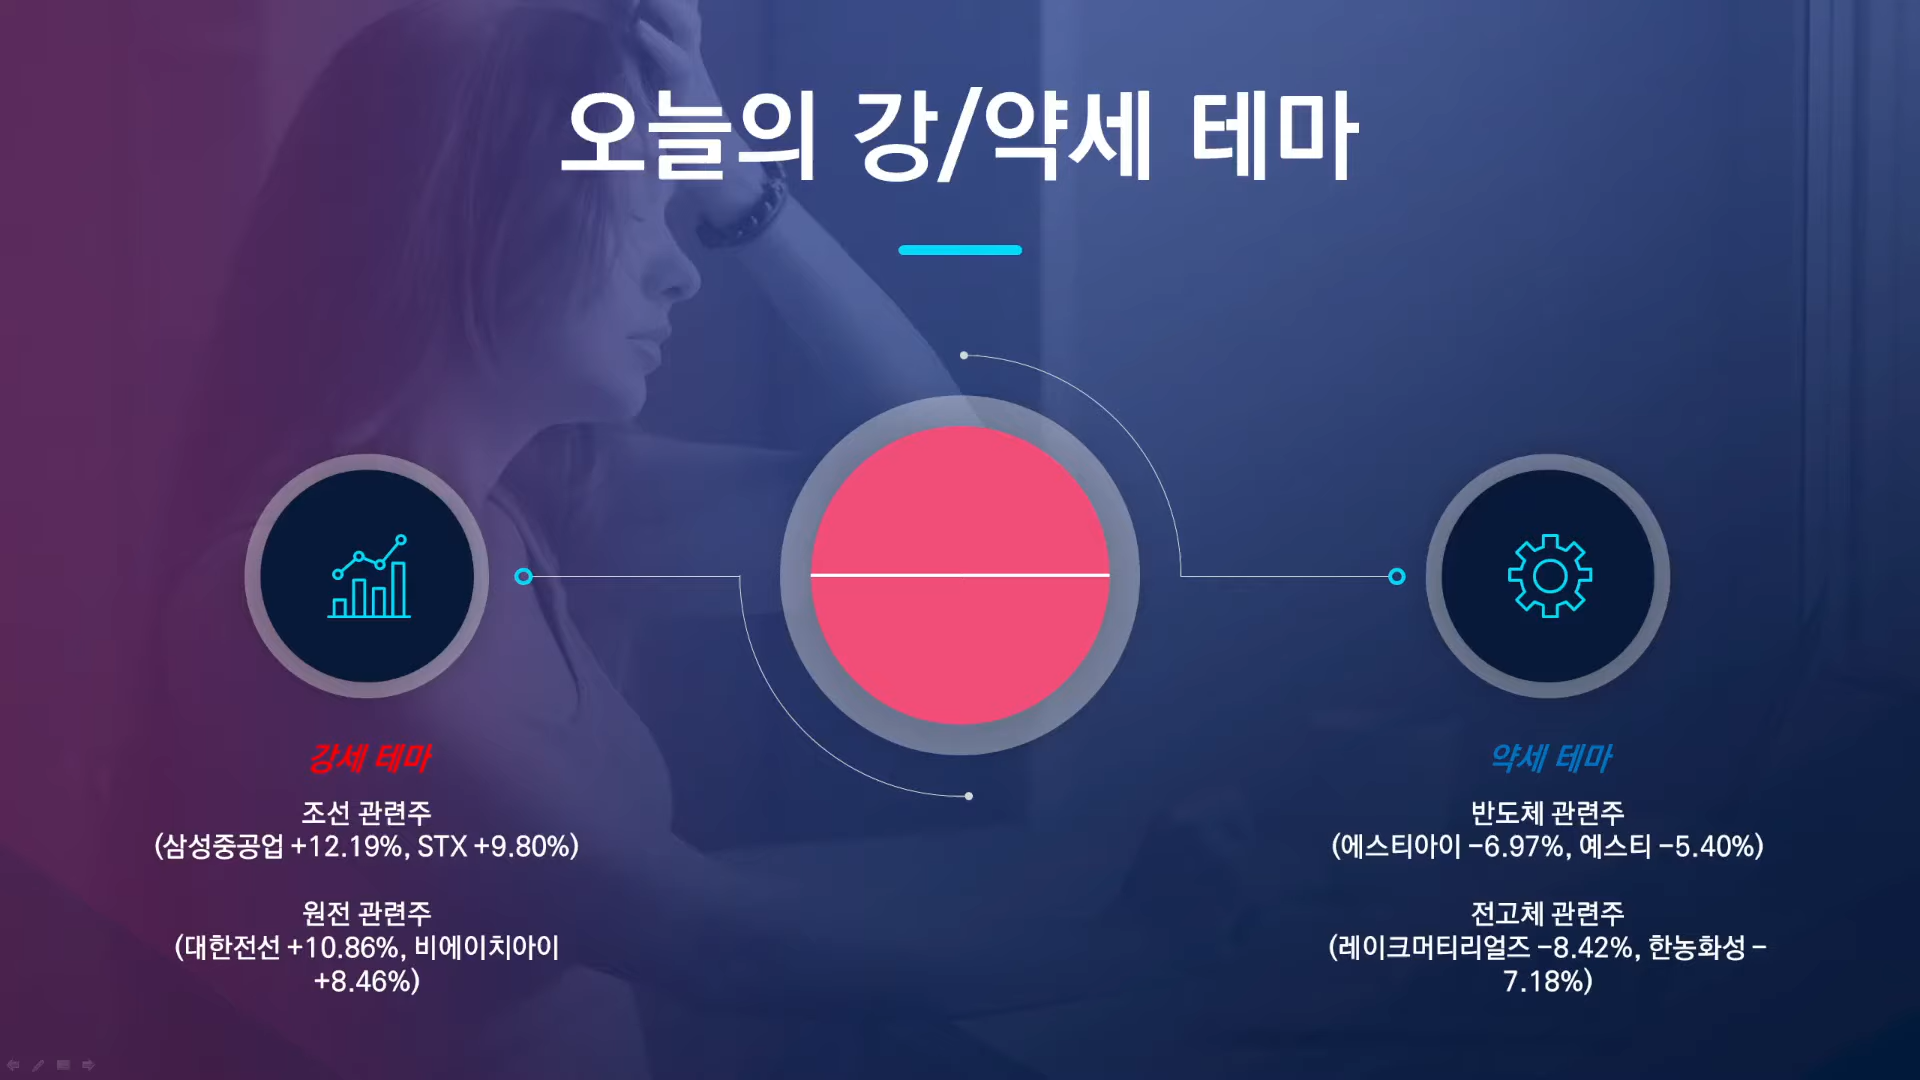 오늘의 강/약세 테마
강세 테마
조선 관련주
(삼성중공업 +12.19%, STX +9.80%)
원전 관련주
(대한전선 +10.86%, 비에이치아이
+8.46%)
약세 테마
반도체 관련주
(에스티아이 -6.97%, 예스티 -5.40%)
전고체 관련주
(레이크머티리얼즈 -8.42%, 한농화성 -
7.18%)